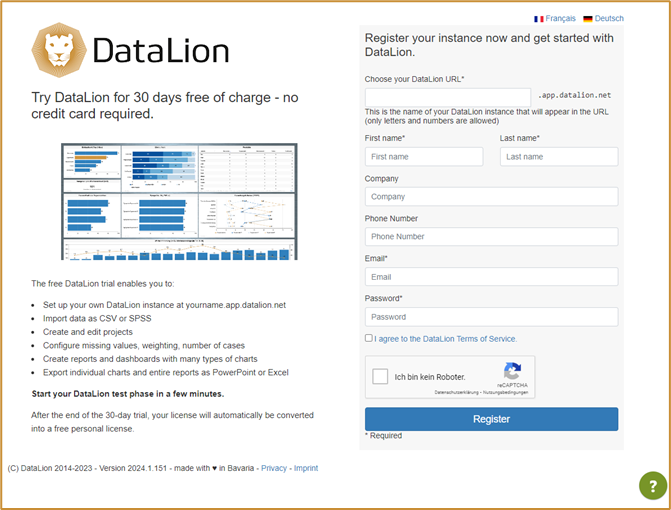 Français Deutsch
DataLion
Try DataLion for 30 days free of charge - no
credit card required.
The free DataLion trial enables you to:
Set up your own DataLion instance at yourname.app.datalion.net
Import data as CSV or SPSS
Create and edit projects
Configure missing values, weighting, number of cases
Create reports and dashboards with many types of charts
Export individual charts and entire reports as PowerPoint or Excel
Start your DataLion test phase in a few minutes.
After the end of the 30-day trial, your license will automatically be converted
into a free personal license.
Register your instance now and get started with
DataLion.
Choose your DataLion URL*
.app.datalion.net
This is the name of your DataLion instance that will appear in the URL
(only letters and numbers are allowed)
First name* Last name*
First name Last name
Company
Company
Phone Number
Phone Number
Email*
Email
Password*
Password
I agree to the DataLion Terms of Service.
Ich bin kein Roboter.
reCAPTCHA
Datenschutzerklärung - Nutzungsbedingungen
Register
* Required
(C) DataLion 2014-2023 - Version 2024.1.151 - made with ♥ in Bavaria - Privacy - Imprint
?